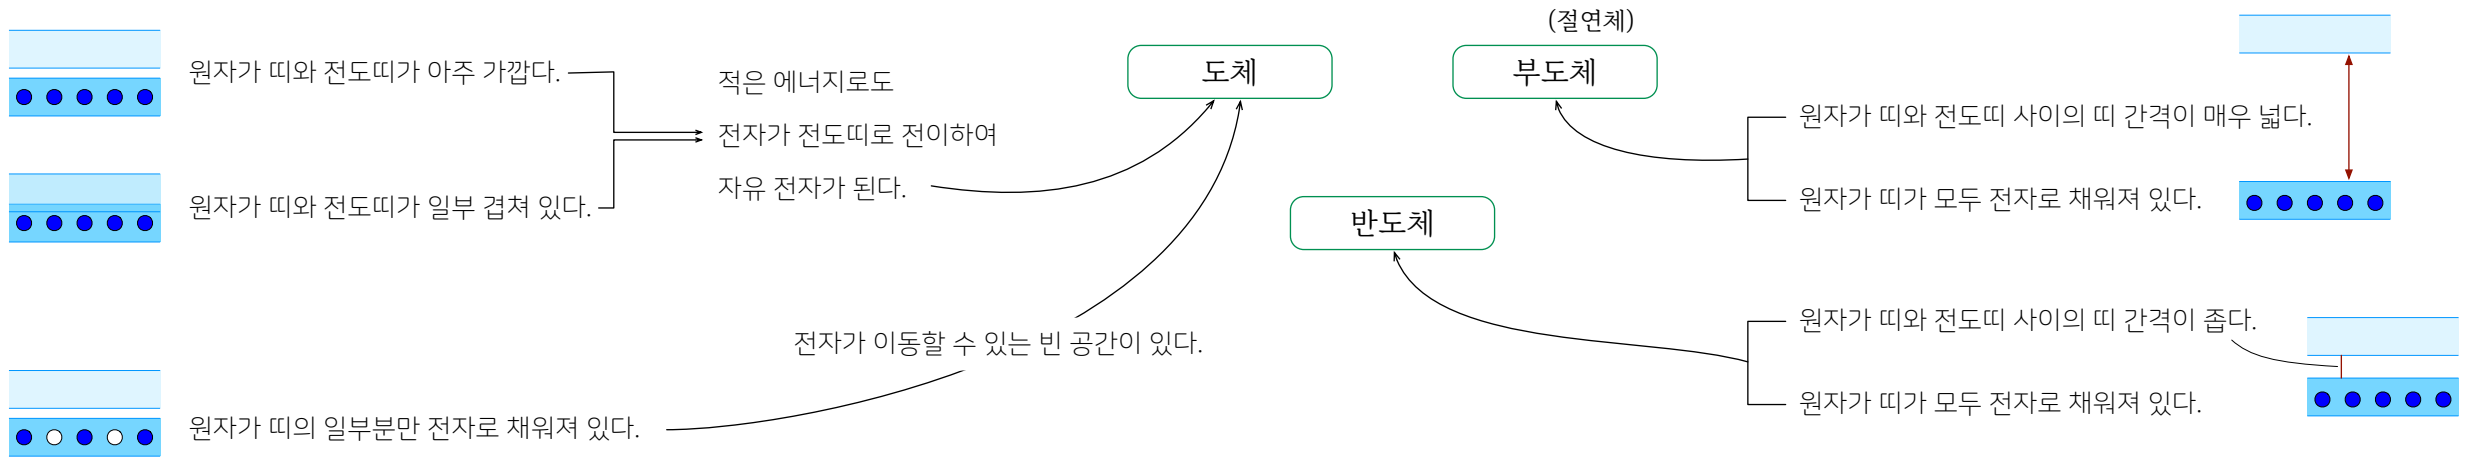 원자가 띠와 전도띠가 아주 가깝다.
원자가 띠와 전도띠가 일부 겹쳐 있다.
적은 에너지로도
전자가 전도띠로 전이하여
자유 전자가 된다.
원자가 띠의 일부분만 전자로 채워져 있다.
전자가 이동할 수 있는 빈 공간이 있다.
도체
(절연체)
부도체
반도체
원자가 띠와 전도띠 사이의 띠 간격이 매우 넓다.
원자가 띠가 모두 전자로 채워져 있다.
원자가 띠와 전도띠 사이의 띠 간격이 좁다.
원자가 띠가 모두 전자로 채워져 있다.